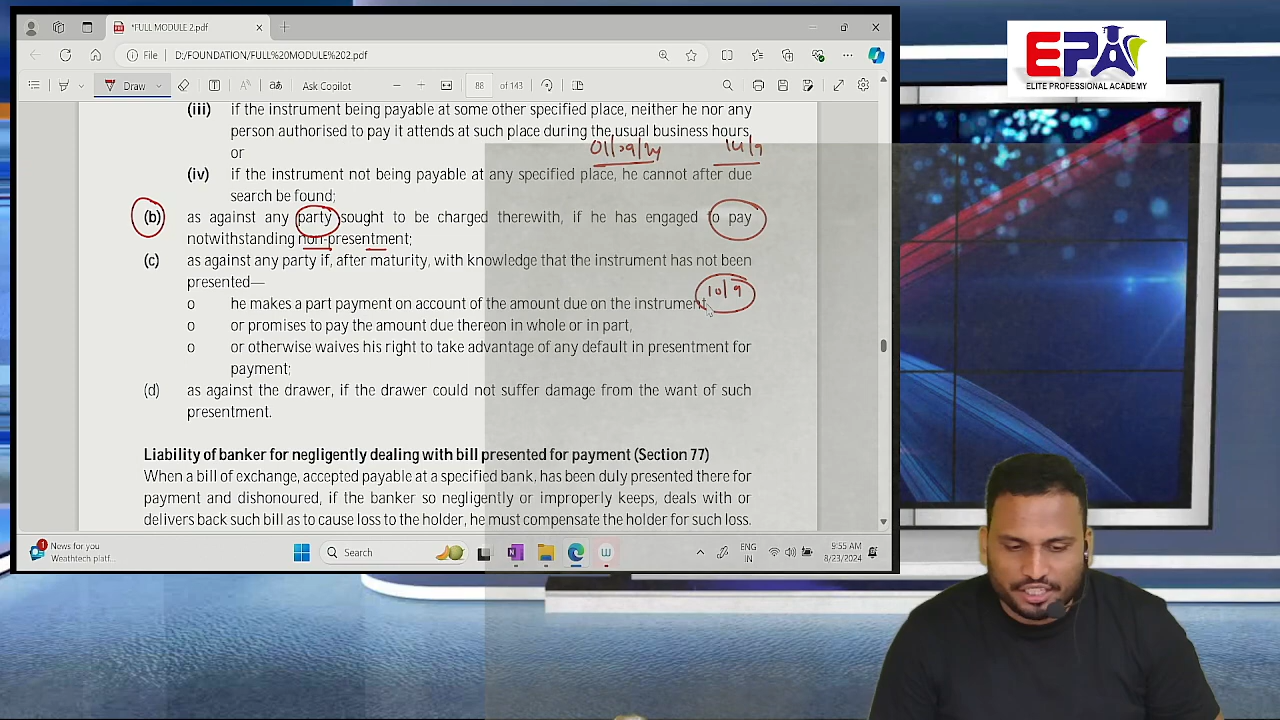 *FULL MODULE 2.pdf
File
D:/FOUNDATION/FULL%20MODULE
Draw
Ask Copilot
88
of 143
(iii) if the instrument being payable at some other specified place, neither he nor any
person authorised to pay it attends at such place during the usual business hours,
or
01/09/24 14/9
(iv) if the instrument not being payable at any specified place, he cannot after due
search be found;
(b) as against any party sought to be charged therewith, if he has engaged to pay
notwithstanding non-presentment;
(c) as against any party if, after maturity, with knowledge that the instrument has not been
presented—
10/9
o he makes a part payment on account of the amount due on the instrument,
o or promises to pay the amount due thereon in whole or in part,
o or otherwise waives his right to take advantage of any default in presentment for
payment;
(d) as against the drawer, if the drawer could not suffer damage from the want of such
presentment.
Liability of banker for negligently dealing with bill presented for payment (Section 77)
When a bill of exchange, accepted payable at a specified bank, has been duly presented there for
payment and dishonoured, if the banker so negligently or improperly keeps, deals with or
delivers back such bill as to cause loss to the holder, he must compensate the holder for such loss.
News for you
Weathtech platf...
Search
ENG
IN
9:55 AM
8/23/2024
EPA
ELITE PROFESSIONAL ACADEMY